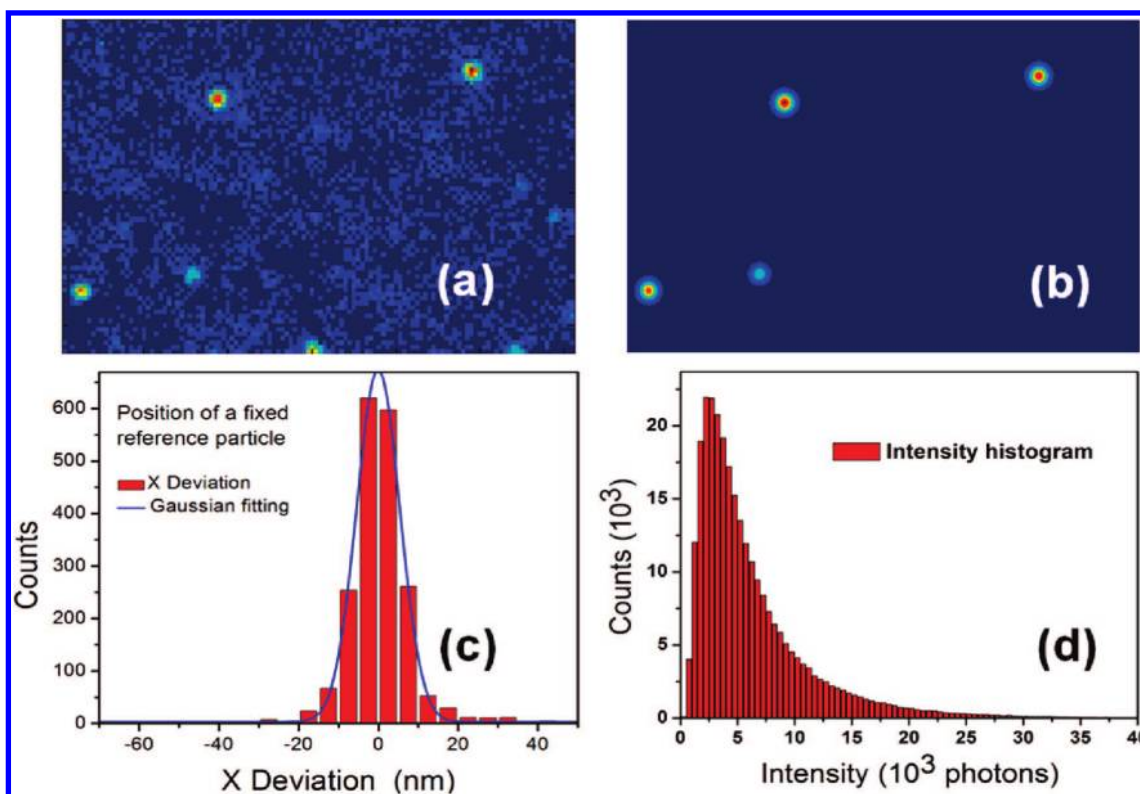 (a)
(b)
Position of a fixed
reference particle
X Deviation
Gaussian fitting
(c)
Counts
600
500
400
300
200
100
0
-60
-40
-20
0
20
40
X Deviation (nm)
Intensity histogram
(d)
Counts (10³)
20
15
10
5
0
0
5
10
15
20
25
30
35
40
Intensity (10³ photons)